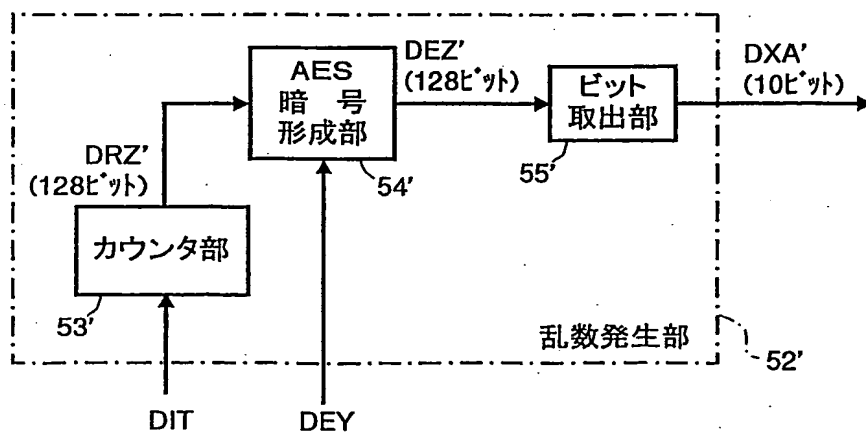 AES
暗 号
形成部
54'
DEZ'
(128ビット)
ビット
取出部
55'
DXA'
(10ビット)
DRZ'
(128ビット)
カウンタ部
53'
乱数発生部
52'
DIT
DEY